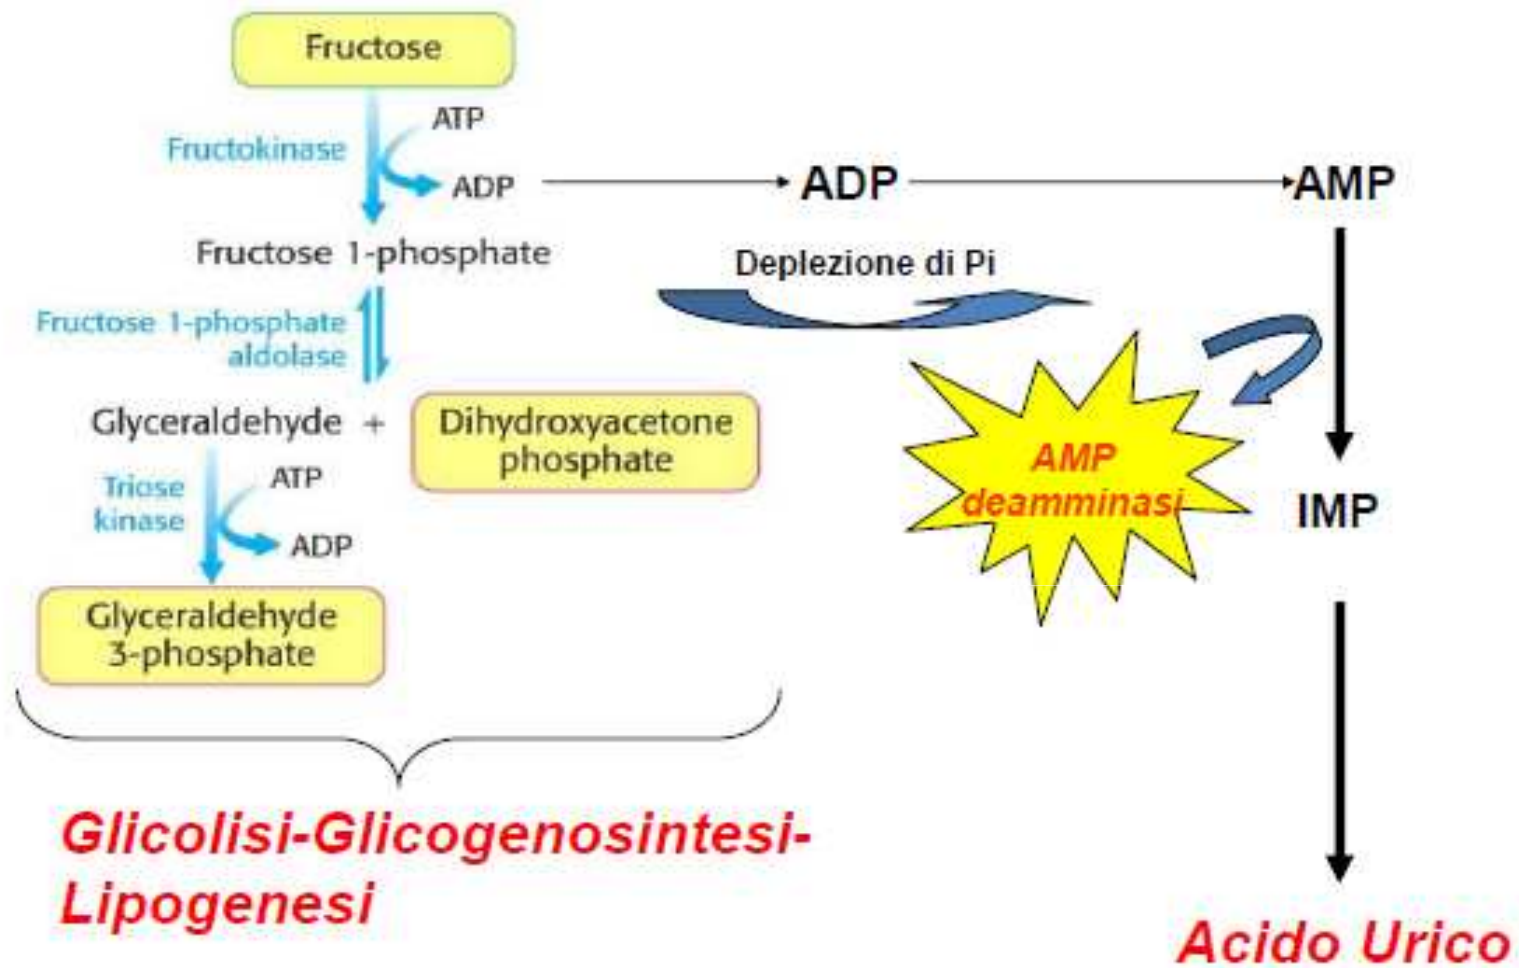 Fructose
ATP
Fructokinase
ADP
ADP
AMP
Fructose 1-phosphate
Deplezione di Pi
Fructose 1-phosphate
aldolase
Glyceraldehyde +
Dihydroxyacetone
phosphate
AMP
deamminasi
Triose
kinase
ATP
ADP
IMP
Glyceraldehyde
3-phosphate
Glicolisi-Glicogenosintesi-
Lipogenesi
Acido Urico